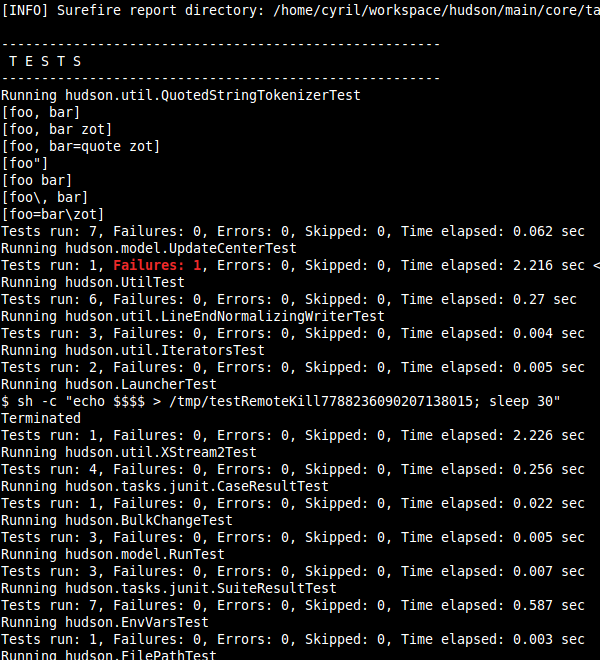 [INFO] Surefire report directory: /home/cyril/workspace/hudson/main/core/ta
-------------------------------------------------------
T E S T S
-------------------------------------------------------
Running hudson.util.QuotedStringTokenizerTest
[foo, bar]
[foo, bar zot]
[foo, bar=quote zot]
[foo"]
[foo bar]
[foo\, bar]
[foo=bar\zot]
Tests run: 7, Failures: 0, Errors: 0, Skipped: 0, Time elapsed: 0.062 sec
Running hudson.model.UpdateCenterTest
Tests run: 1, Failures: 1, Errors: 0, Skipped: 0, Time elapsed: 2.216 sec <
Running hudson.UtilTest
Tests run: 6, Failures: 0, Errors: 0, Skipped: 0, Time elapsed: 0.27 sec
Running hudson.util.LineEndNormalizingWriterTest
Tests run: 3, Failures: 0, Errors: 0, Skipped: 0, Time elapsed: 0.004 sec
Running hudson.util.IteratorsTest
Tests run: 2, Failures: 0, Errors: 0, Skipped: 0, Time elapsed: 0.005 sec
Running hudson.LauncherTest
$ sh -c "echo $$$$ > /tmp/testRemoteKill7788236090207138015; sleep 30"
Terminated
Tests run: 1, Failures: 0, Errors: 0, Skipped: 0, Time elapsed: 2.226 sec
Running hudson.util.XStream2Test
Tests run: 4, Failures: 0, Errors: 0, Skipped: 0, Time elapsed: 0.256 sec
Running hudson.tasks.junit.CaseResultTest
Tests run: 1, Failures: 0, Errors: 0, Skipped: 0, Time elapsed: 0.022 sec
Running hudson.BulkChangeTest
Tests run: 3, Failures: 0, Errors: 0, Skipped: 0, Time elapsed: 0.005 sec
Running hudson.model.RunTest
Tests run: 3, Failures: 0, Errors: 0, Skipped: 0, Time elapsed: 0.007 sec
Running hudson.tasks.junit.SuiteResultTest
Tests run: 7, Failures: 0, Errors: 0, Skipped: 0, Time elapsed: 0.587 sec
Running hudson.EnvVarsTest
Tests run: 1, Failures: 0, Errors: 0, Skipped: 0, Time elapsed: 0.003 sec
Running hudson.FilePathTest